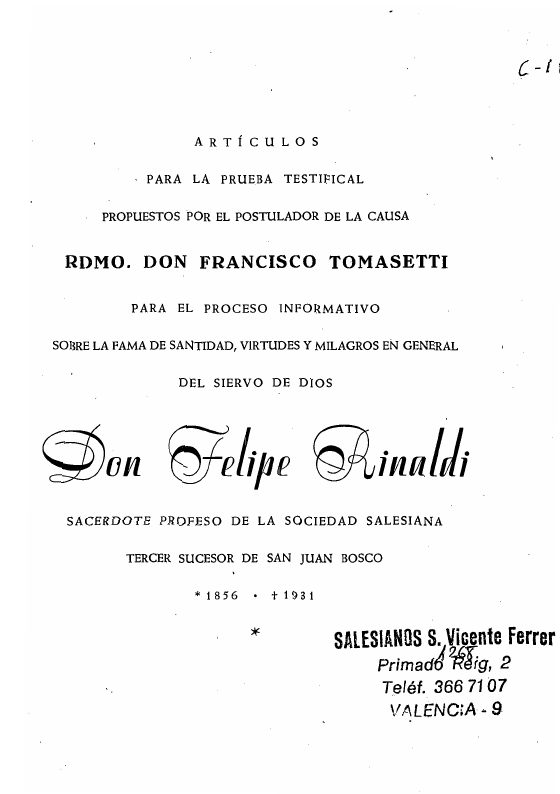 C-1
ARTÍCULOS
PARA LA PRUEBA TESTIFICAL
PROPUESTOS POR EL POSTULADOR DE LA CAUSA
RDMO. DON FRANCISCO TOMASETTI
PARA EL PROCESO INFORMATIVO
SOBRE LA FAMA DE SANTIDAD, VIRTUDES Y MILAGROS EN GENERAL
DEL SIERVO DE DIOS
Don Felipe Rinaldi
SACERDOTE PROFESO DE LA SOCIEDAD SALESIANA
TERCER SUCESOR DE SAN JUAN BOSCO
* 1856 • † 1931
*
SALESIANOS S. Vicente Ferrer
1268
Primado Reig, 2
Teléf. 366 71 07
VALENCIA - 9